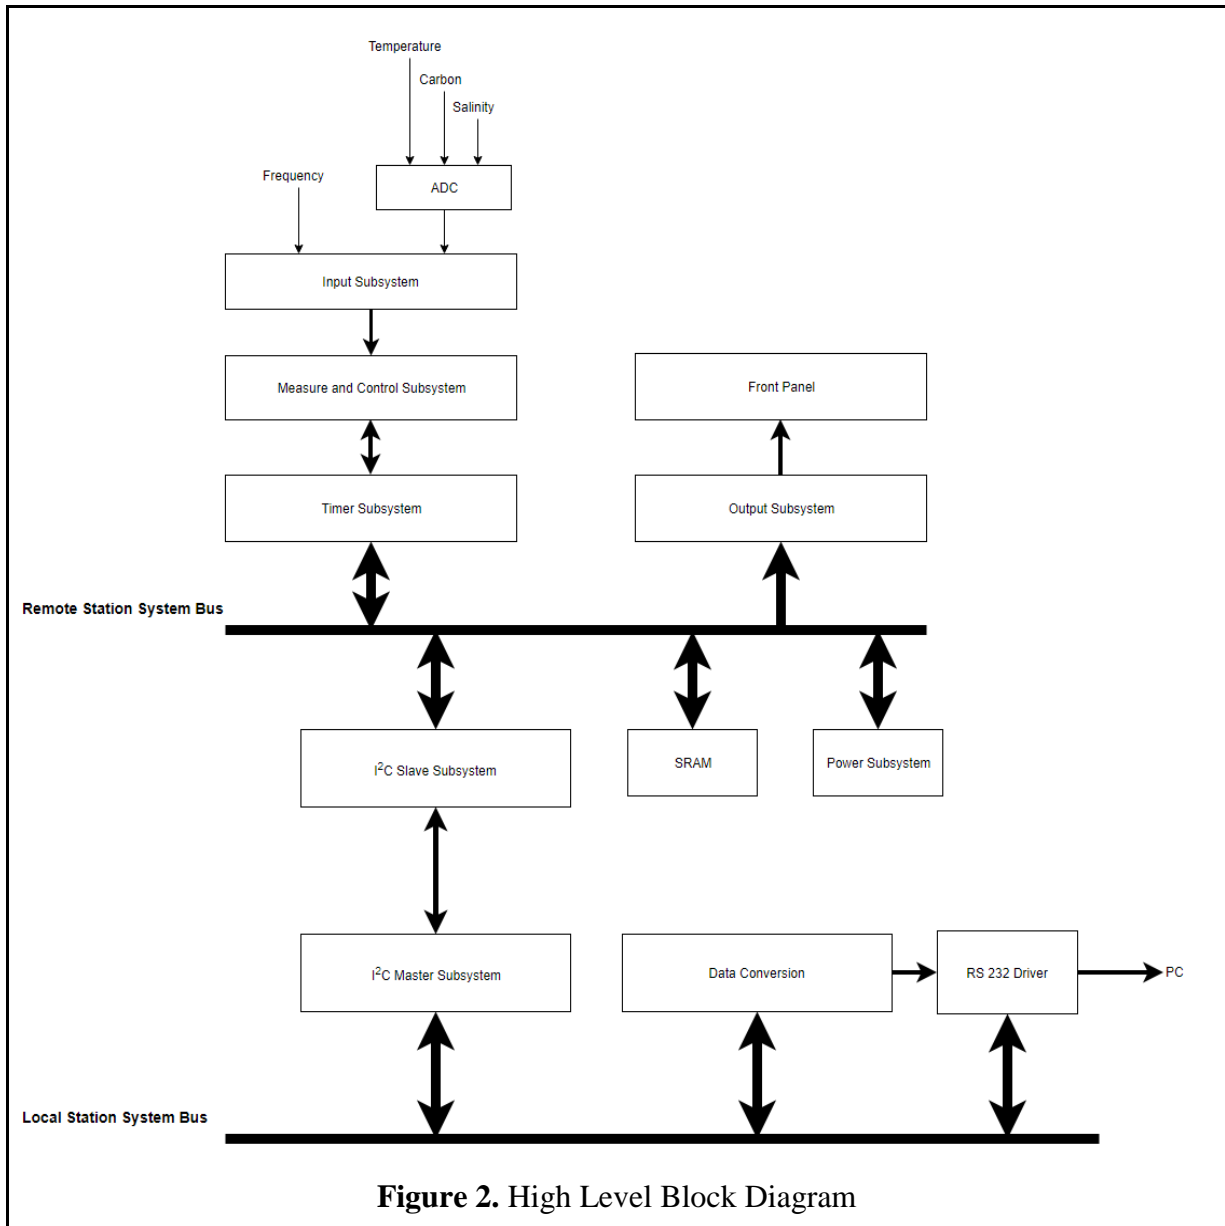 Temperature
Carbon
Salinity
Frequency
ADC
Input Subsystem
Measure and Control Subsystem
Front Panel
Timer Subsystem
Output Subsystem
Remote Station System Bus
I²C Slave Subsystem
SRAM
Power Subsystem
I²C Master Subsystem
Data Conversion
RS 232 Driver
PC
Local Station System Bus
Figure 2. High Level Block Diagram